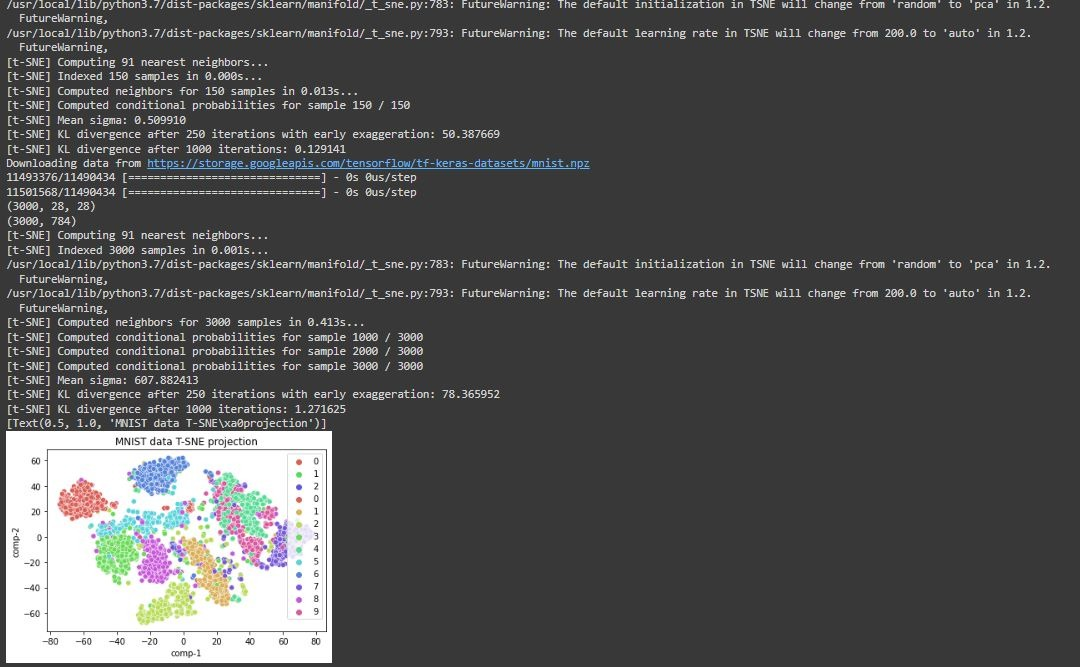 /usr/local/lib/python3.7/dist-packages/sklearn/manifold/_t_sne.py:783: FutureWarning: The default initialization in TSNE will change from 'random' to 'pca' in 1.2.
  FutureWarning,
/usr/local/lib/python3.7/dist-packages/sklearn/manifold/_t_sne.py:793: FutureWarning: The default learning rate in TSNE will change from 200.0 to 'auto' in 1.2.
  FutureWarning,
[t-SNE] Computing 91 nearest neighbors...
[t-SNE] Indexed 150 samples in 0.000s...
[t-SNE] Computed neighbors for 150 samples in 0.013s...
[t-SNE] Computed conditional probabilities for sample 150 / 150
[t-SNE] Mean sigma: 0.509910
[t-SNE] KL divergence after 250 iterations with early exaggeration: 50.387669
[t-SNE] KL divergence after 1000 iterations: 0.129141
Downloading data from https://storage.googleapis.com/tensorflow/tf-keras-datasets/mnist.npz
11493376/11490434 [==============================] - 0s 0us/step
11501568/11490434 [==============================] - 0s 0us/step
(3000, 28, 28)
(3000, 784)
[t-SNE] Computing 91 nearest neighbors...
[t-SNE] Indexed 3000 samples in 0.001s...
/usr/local/lib/python3.7/dist-packages/sklearn/manifold/_t_sne.py:783: FutureWarning: The default initialization in TSNE will change from 'random' to 'pca' in 1.2.
  FutureWarning,
/usr/local/lib/python3.7/dist-packages/sklearn/manifold/_t_sne.py:793: FutureWarning: The default learning rate in TSNE will change from 200.0 to 'auto' in 1.2.
  FutureWarning,
[t-SNE] Computed neighbors for 3000 samples in 0.413s...
[t-SNE] Computed conditional probabilities for sample 1000 / 3000
[t-SNE] Computed conditional probabilities for sample 2000 / 3000
[t-SNE] Computed conditional probabilities for sample 3000 / 3000
[t-SNE] Mean sigma: 607.882413
[t-SNE] KL divergence after 250 iterations with early exaggeration: 78.365952
[t-SNE] KL divergence after 1000 iterations: 1.271625
[Text(0.5, 1.0, 'MNIST data T-SNE\xa0projection')]
MNIST data T-SNE projection
60
40
20
0
−20
−40
−60
comp-2
0
1
2
0
1
2
3
4
5
6
7
8
9
−80 −60 −40 −20 0 20 40 60 80
comp-1